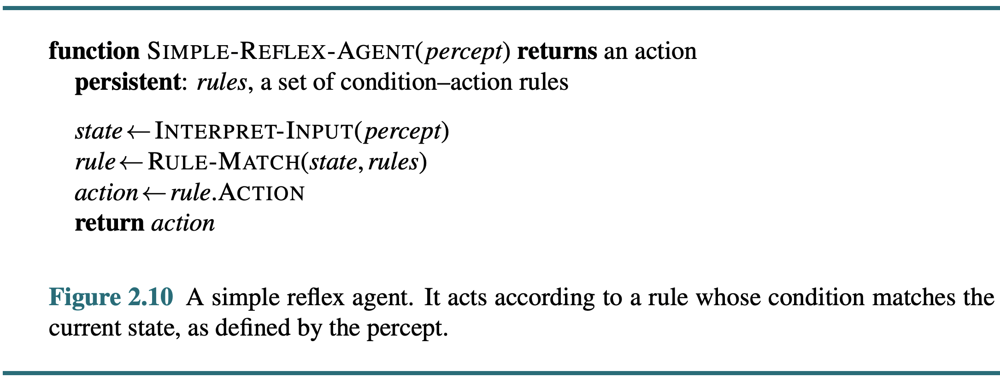 function SIMPLE-REFLEX-AGENT(percept) returns an action
persistent: rules, a set of condition–action rules
state ← INTERPRET-INPUT(percept)
rule ← RULE-MATCH(state, rules)
action ← rule.ACTION
return action
Figure 2.10 A simple reflex agent. It acts according to a rule whose condition matches the
current state, as defined by the percept.